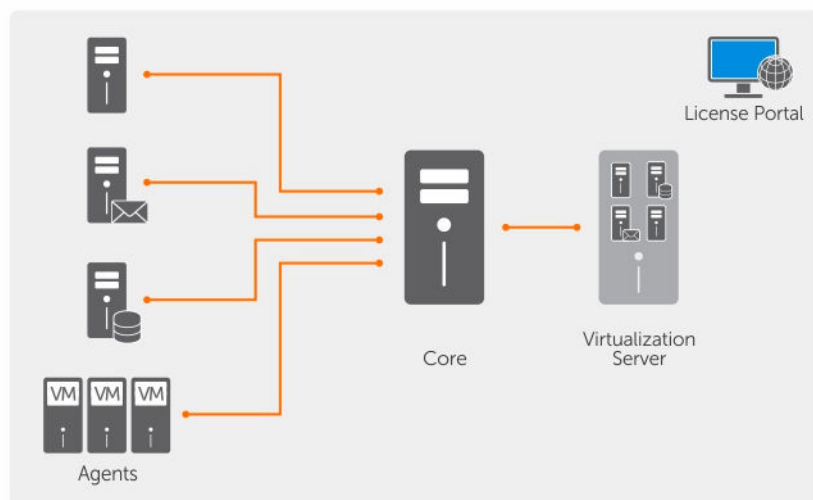 License Portal
Core
Virtualization
Server
VM VM VM
Agents